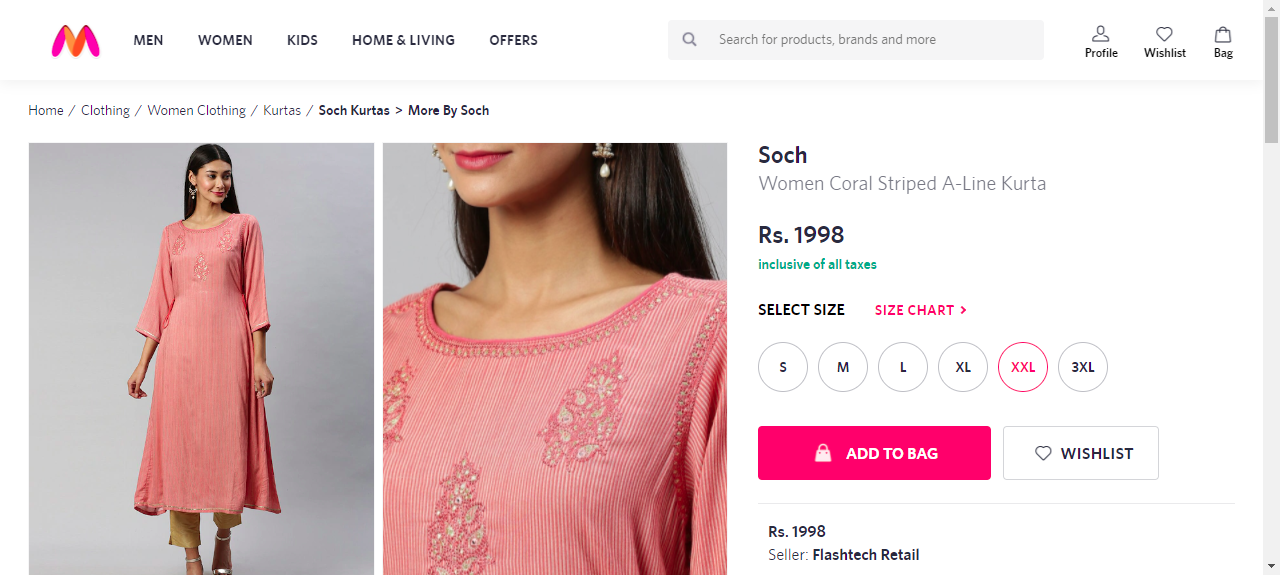 MEN WOMEN KIDS HOME & LIVING OFFERS Search for products, brands and more Profile Wishlist Bag
Home / Clothing / Women Clothing / Kurtas / Soch Kurtas > More By Soch
Soch
Women Coral Striped A-Line Kurta
Rs. 1998
inclusive of all taxes
SELECT SIZE SIZE CHART >
S M L XL XXL 3XL
ADD TO BAG WISHLIST
Rs. 1998
Seller: Flashtech Retail